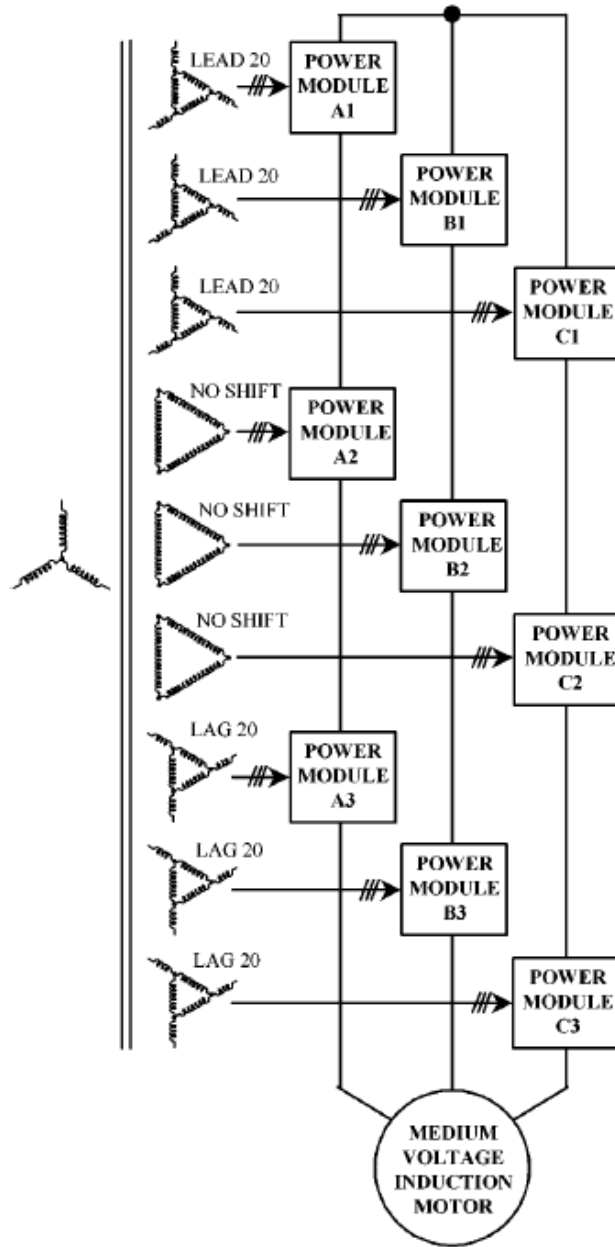 LEAD 20
POWER
MODULE
A1
LEAD 20
POWER
MODULE
B1
LEAD 20
POWER
MODULE
C1
NO SHIFT
POWER
MODULE
A2
NO SHIFT
POWER
MODULE
B2
NO SHIFT
POWER
MODULE
C2
LAG 20
POWER
MODULE
A3
LAG 20
POWER
MODULE
B3
LAG 20
POWER
MODULE
C3
MEDIUM
VOLTAGE
INDUCTION
MOTOR